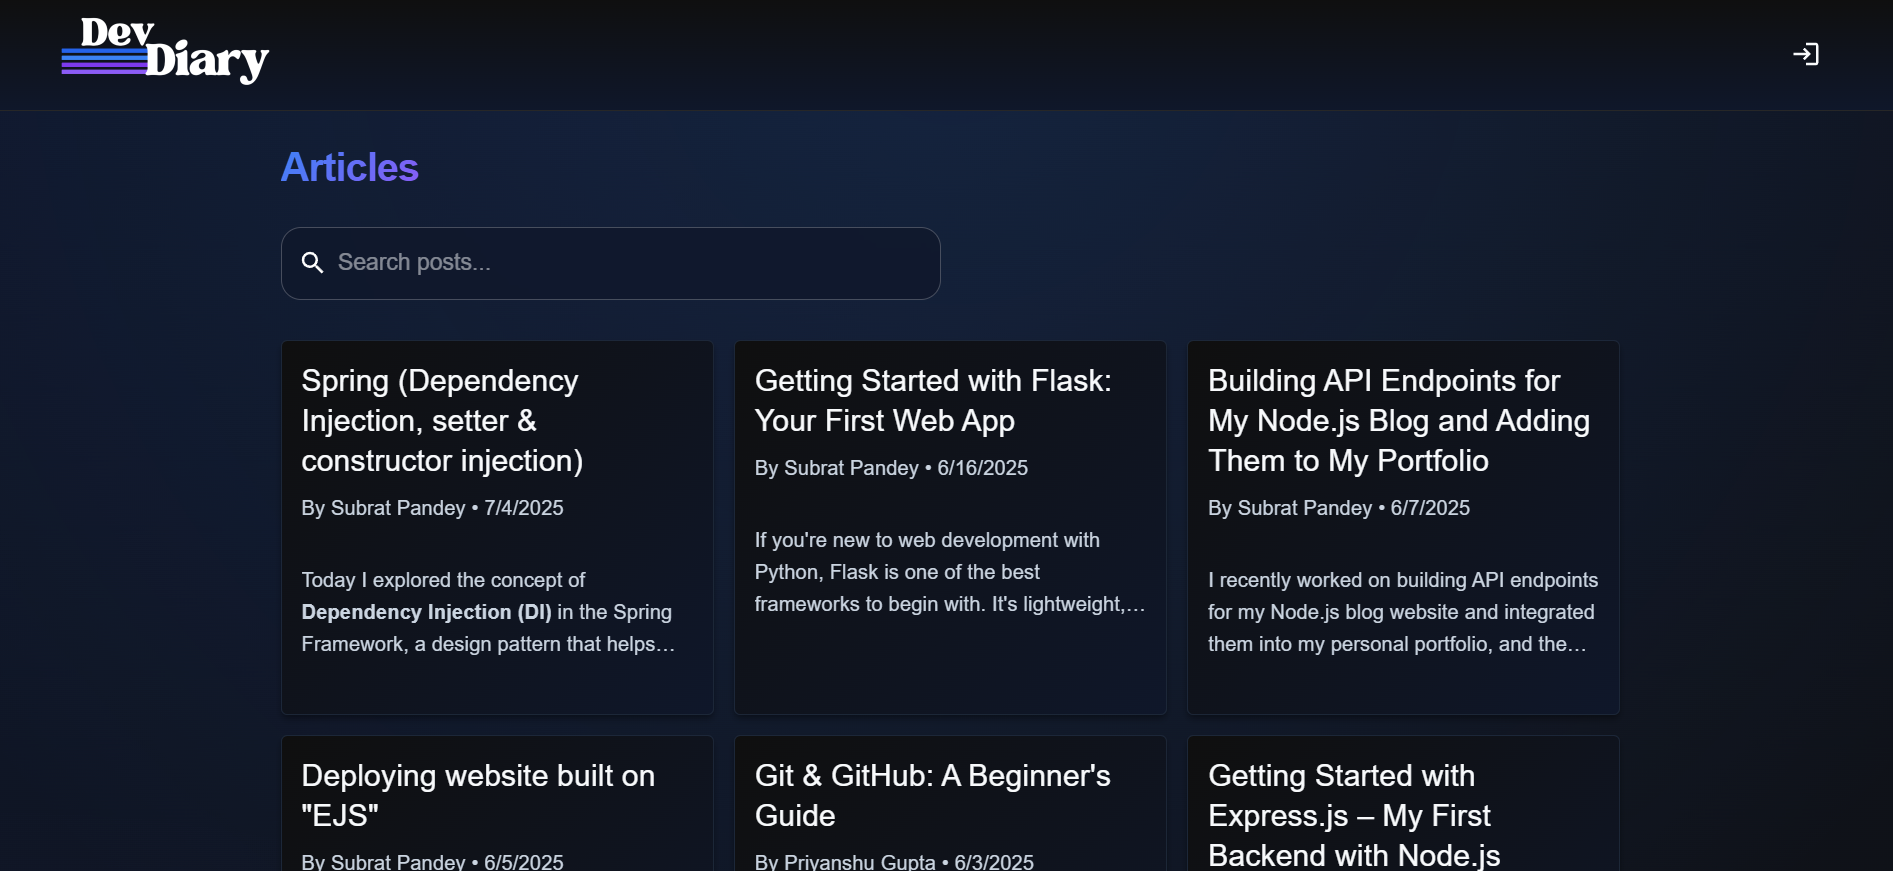 Dev
Diary
Articles
Search posts...
Spring (Dependency
Injection, setter &
constructor injection)
By Subrat Pandey • 7/4/2025
Today I explored the concept of
Dependency Injection (DI) in the Spring
Framework, a design pattern that helps…
Getting Started with Flask:
Your First Web App
By Subrat Pandey • 6/16/2025
If you're new to web development with
Python, Flask is one of the best
frameworks to begin with. It's lightweight,…
Building API Endpoints for
My Node.js Blog and Adding
Them to My Portfolio
By Subrat Pandey • 6/7/2025
I recently worked on building API endpoints
for my Node.js blog website and integrated
them into my personal portfolio, and the…
Deploying website built on
"EJS"
By Subrat Pandey • 6/5/2025
Git & GitHub: A Beginner's
Guide
By Priyanshu Gupta • 6/3/2025
Getting Started with
Express.js – My First
Backend with Node.js